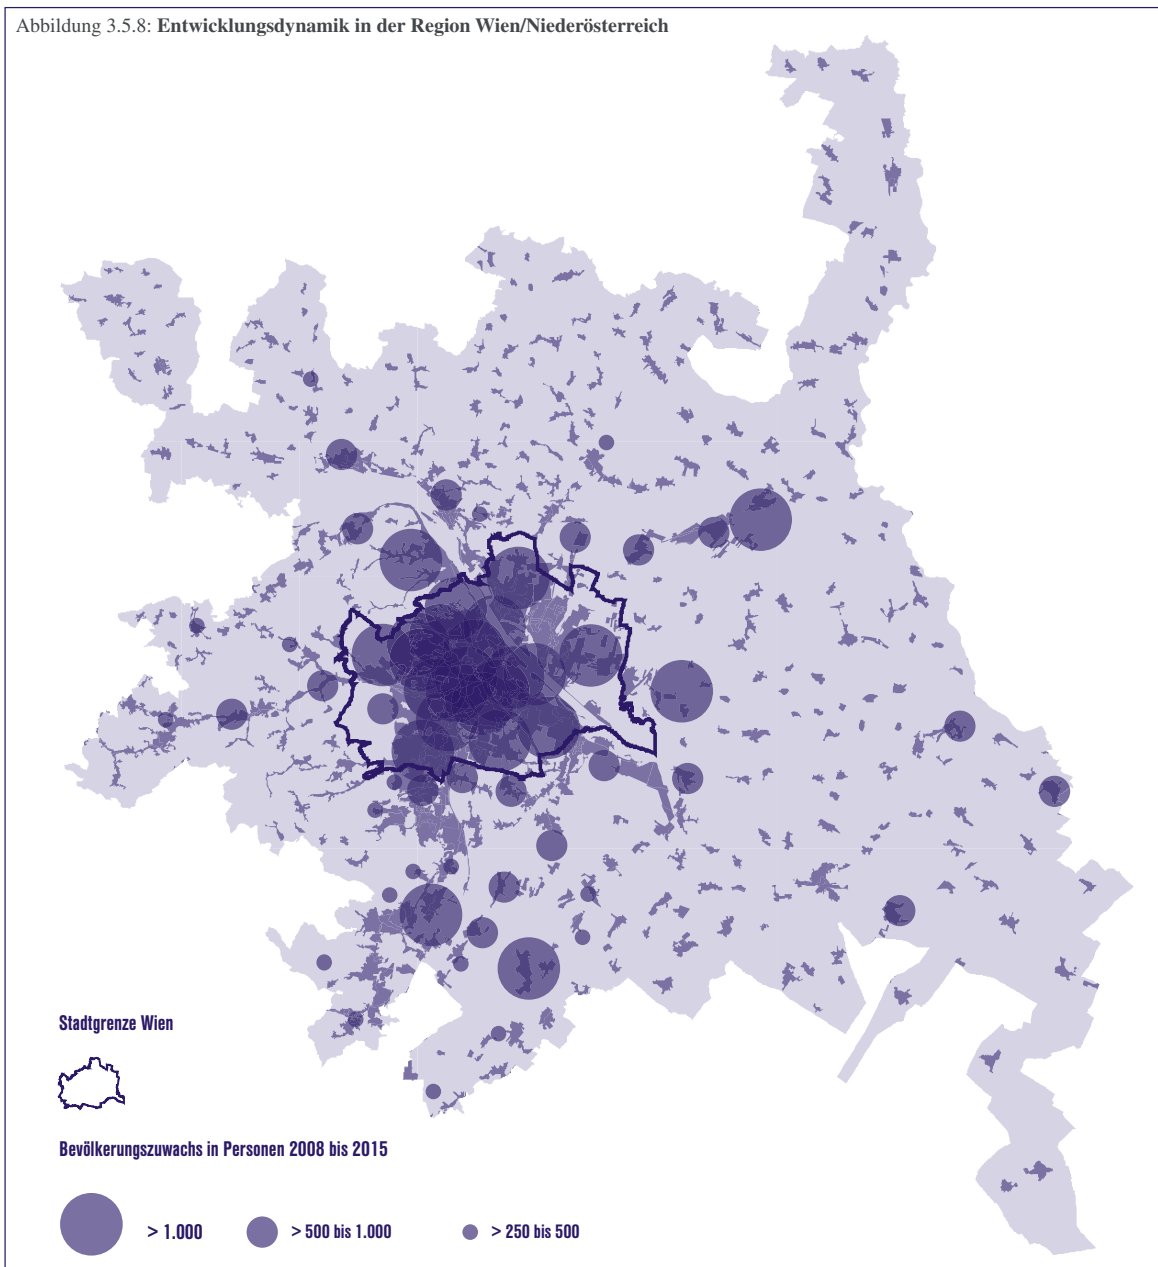 Abbildung 3.5.8: Entwicklungsdynamik in der Region Wien/Niederösterreich
Stadtgrenze Wien
Bevölkerungszuwachs in Personen 2008 bis 2015
> 1.000
> 500 bis 1.000
> 250 bis 500